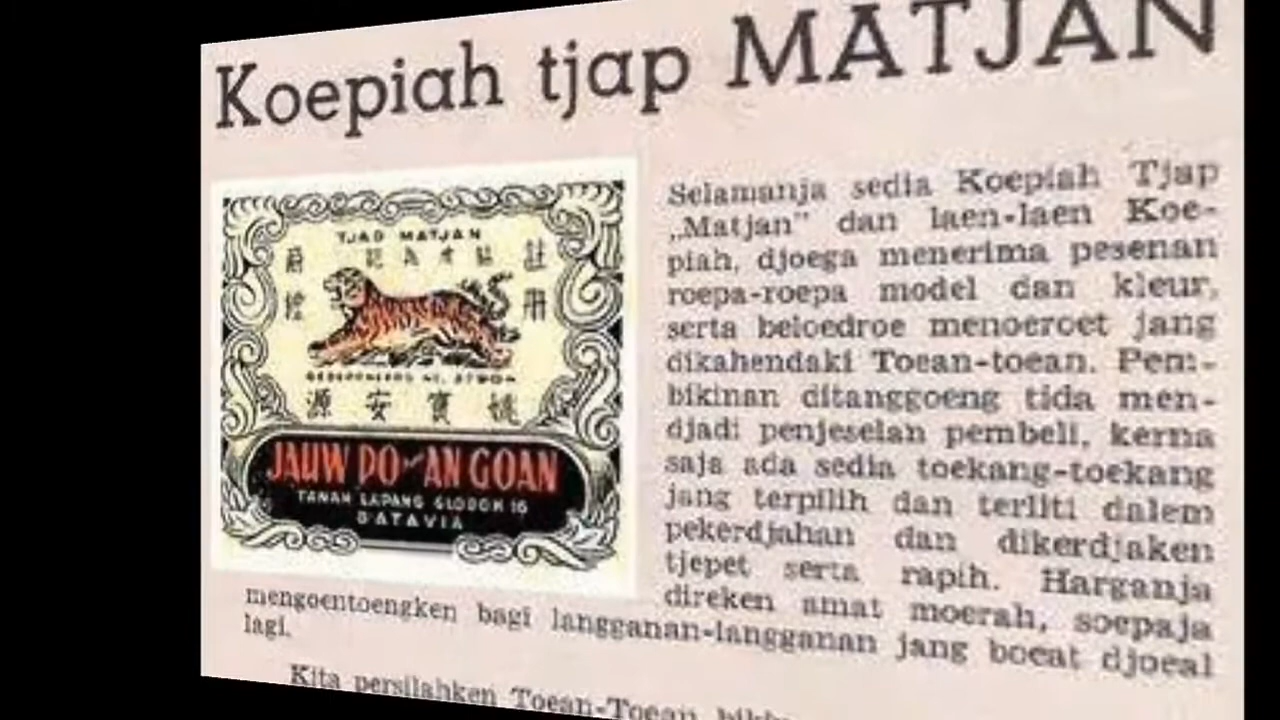 Koepiah tjap MATJAN
TJAP MATJAN
源 安 寳 姚
JAUW PO AN GOAN
TANAH LAPANG GLODOK 16
BATAVIA
Selamanja sedia Koepiah Tjap
„Matjan" dan laen-laen Koe-
piah, djoega menerima pesenan
roepa-roepa model dan kleur,
serta beloedroe menoeroet jang
dikahendaki Toean-toean. Pem-
bikinan ditanggoeng tida men-
djadi penjeselan pembeli, kerna
saja ada sedia toekang-toekang
jang terpilih dan terliti dalem
pekerdjahan dan dikerdjaken
tjepet serta rapih. Harganja
direken amat moerah, soepaja
mengoentoengken bagi langganan-langganan jang boeat djoeal
lagi.
Kita persilahken Toean-Toean